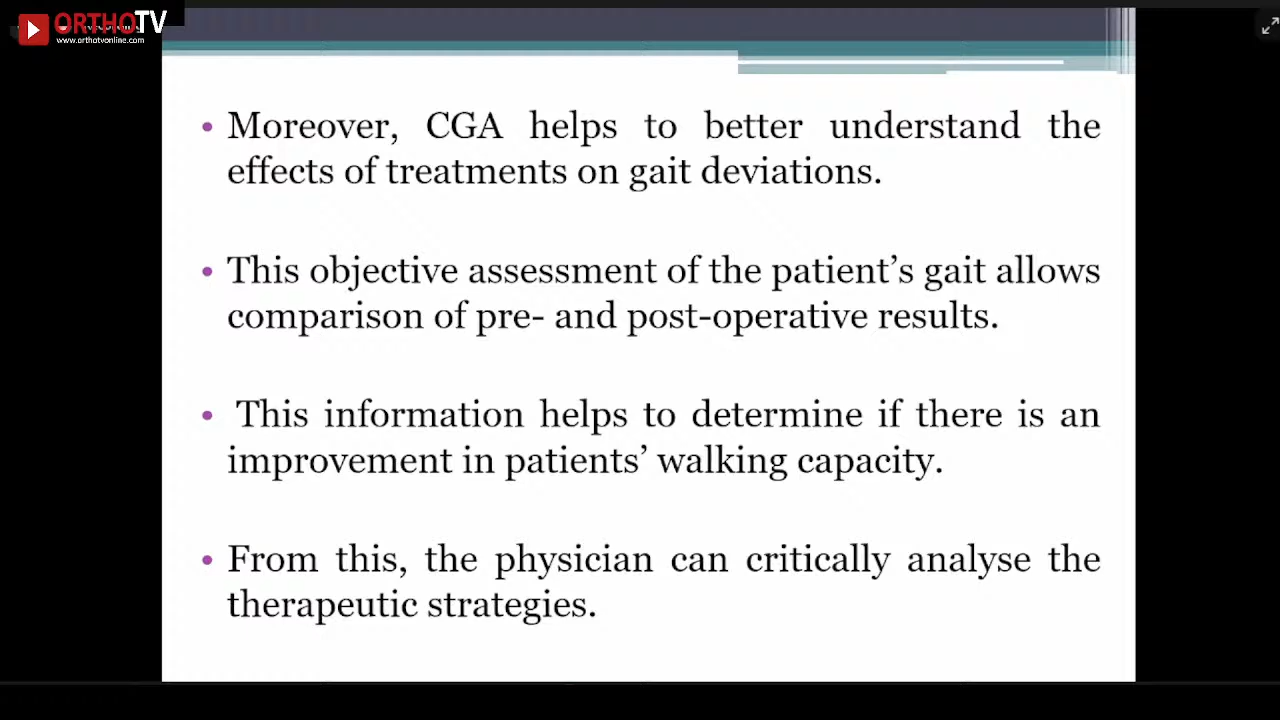 ORTHOTV
www.orthotvonline.com
• Moreover, CGA helps to better understand the
effects of treatments on gait deviations.
• This objective assessment of the patient’s gait allows
comparison of pre- and post-operative results.
• This information helps to determine if there is an
improvement in patients’ walking capacity.
• From this, the physician can critically analyse the
therapeutic strategies.